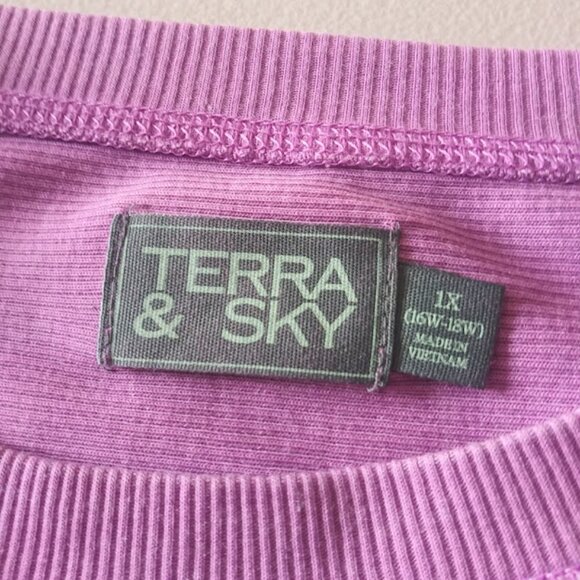 TERRA
& SKY
1X
(16W-18W)
MADE IN
VIETNAM